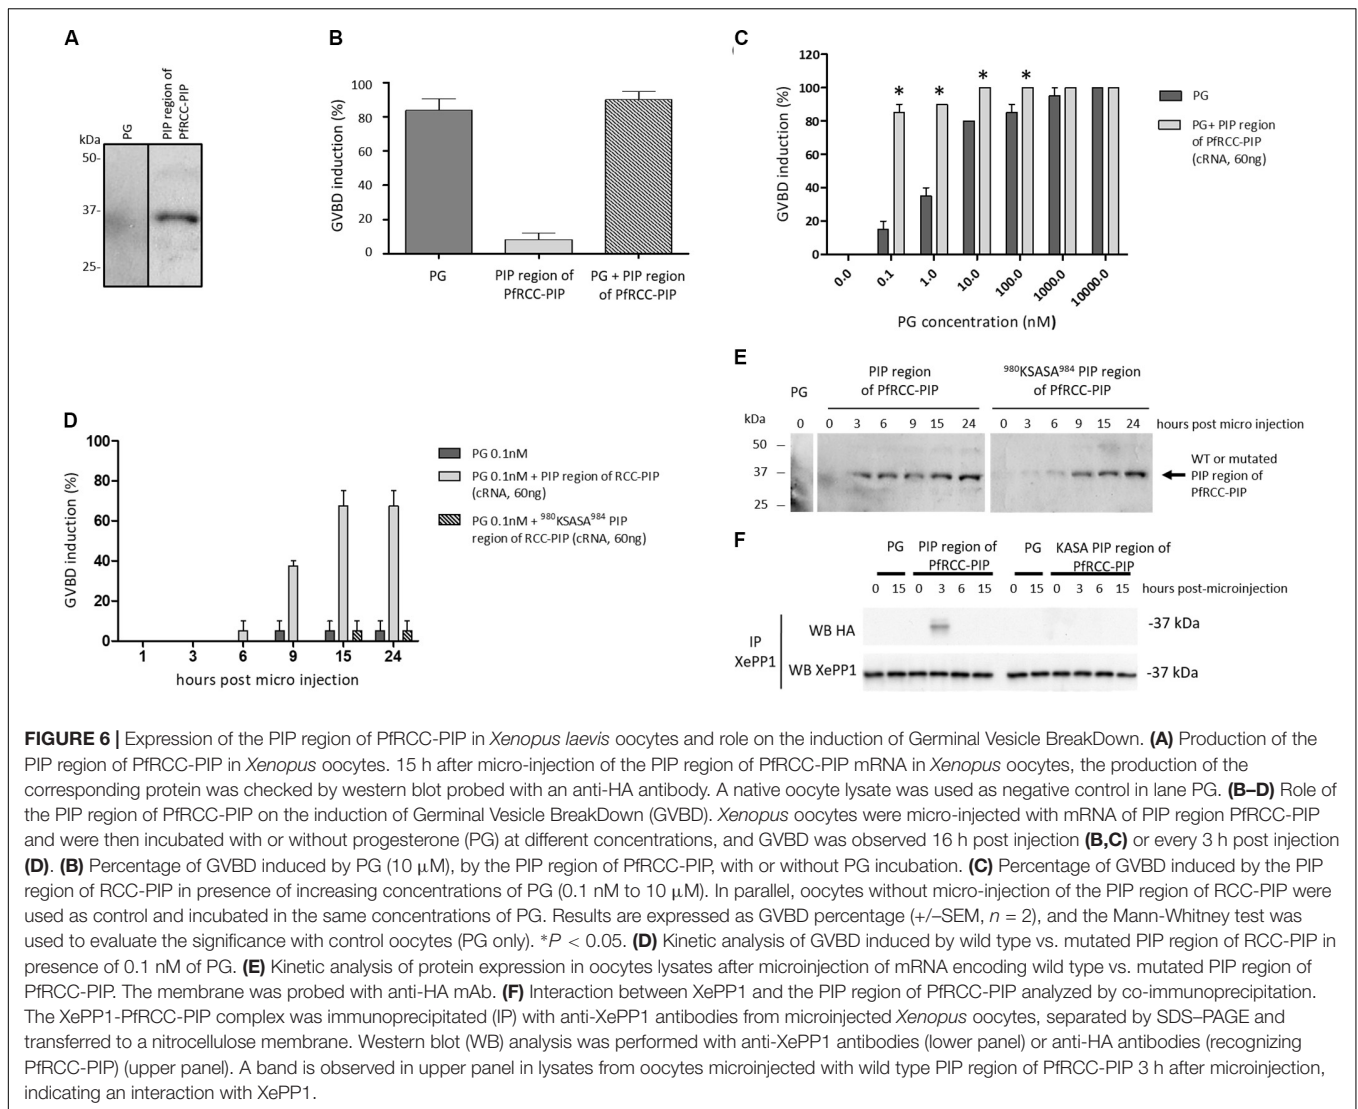 A
PG
PIP region of
PfRCC-PIP
kDa
50-
37-
25-
B
GVBD induction (%)
100
80
60
40
20
0
PG
PIP region of
PfRCC-PIP
PG + PIP region
of PfRCC-PIP
C
GVBD induction (%)
120
100
80
60
40
20
0
* * * *
0.0 0.1 1.0 10.0 100.0 1000.0 10000.0
PG concentration (nM)
PG
PG+ PIP region
of PfRCC-PIP
(cRNA, 60ng)
D
GVBD induction (%)
100
80
60
40
20
0
1 3 6 9 15 24
hours post micro injection
PG 0.1nM
PG 0.1nM + PIP region of RCC-PIP
(cRNA, 60ng)
PG 0.1nM + ⁹⁸⁰KSASA⁹⁸⁴ PIP
region of RCC-PIP (cRNA, 60ng)
E
PG
PIP region
of PfRCC-PIP
⁹⁸⁰KSASA⁹⁸⁴ PIP region
of PfRCC-PIP
kDa 0 0 3 6 9 15 24 0 3 6 9 15 24 hours post micro injection
50 –
37 –
25 –
WT or mutated
PIP region of
PfRCC-PIP
F
PG PIP region of
PfRCC-PIP
PG KASA PIP region of
PfRCC-PIP
0 15 0 3 6 15 0 15 0 3 6 15 hours post-microinjection
IP
XePP1
WB HA -37 kDa
WB XePP1 -37 kDa
FIGURE 6 | Expression of the PIP region of PfRCC-PIP in Xenopus laevis oocytes and role on the induction of Germinal Vesicle BreakDown. (A) Production of the
PIP region of PfRCC-PIP in Xenopus oocytes. 15 h after micro-injection of the PIP region of PfRCC-PIP mRNA in Xenopus oocytes, the production of the
corresponding protein was checked by western blot probed with an anti-HA antibody. A native oocyte lysate was used as negative control in lane PG. (B–D) Role of
the PIP region of PfRCC-PIP on the induction of Germinal Vesicle BreakDown (GVBD). Xenopus oocytes were micro-injected with mRNA of PIP region PfRCC-PIP
and were then incubated with or without progesterone (PG) at different concentrations, and GVBD was observed 16 h post injection (B,C) or every 3 h post injection
(D). (B) Percentage of GVBD induced by PG (10 μM), by the PIP region of PfRCC-PIP, with or without PG incubation. (C) Percentage of GVBD induced by the PIP
region of RCC-PIP in presence of increasing concentrations of PG (0.1 nM to 10 μM). In parallel, oocytes without micro-injection of the PIP region of RCC-PIP were
used as control and incubated in the same concentrations of PG. Results are expressed as GVBD percentage (+/–SEM, n = 2), and the Mann-Whitney test was
used to evaluate the significance with control oocytes (PG only). *P < 0.05. (D) Kinetic analysis of GVBD induced by wild type vs. mutated PIP region of RCC-PIP in
presence of 0.1 nM of PG. (E) Kinetic analysis of protein expression in oocytes lysates after microinjection of mRNA encoding wild type vs. mutated PIP region of
PfRCC-PIP. The membrane was probed with anti-HA mAb. (F) Interaction between XePP1 and the PIP region of PfRCC-PIP analyzed by co-immunoprecipitation.
The XePP1-PfRCC-PIP complex was immunoprecipitated (IP) with anti-XePP1 antibodies from microinjected Xenopus oocytes, separated by SDS–PAGE and
transferred to a nitrocellulose membrane. Western blot (WB) analysis was performed with anti-XePP1 antibodies (lower panel) or anti-HA antibodies (recognizing
PfRCC-PIP) (upper panel). A band is observed in upper panel in lysates from oocytes microinjected with wild type PIP region of PfRCC-PIP 3 h after microinjection,
indicating an interaction with XePP1.